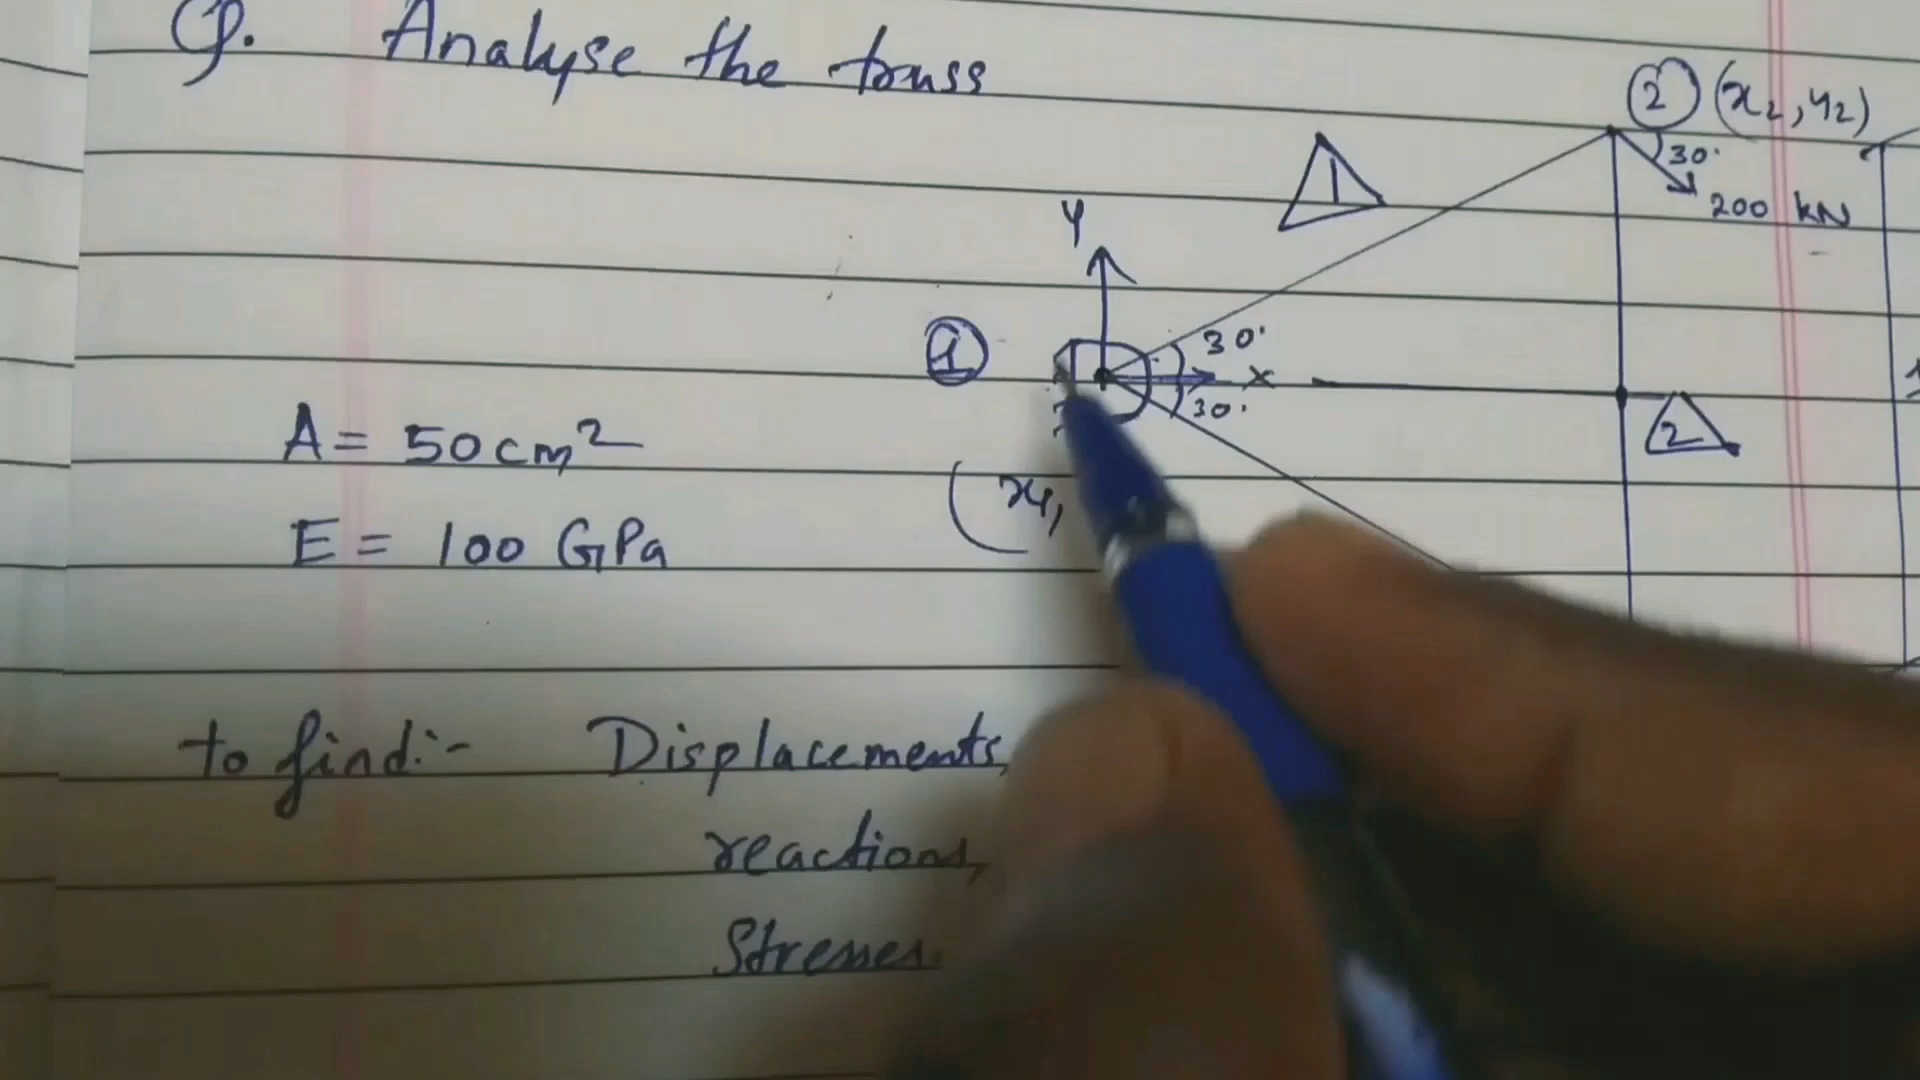 Q. Analyse the truss
2 (x2, y2)
30°
200 kN
1
Y
1
30°
X
30°
2
A = 50 cm²
(x1,
E = 100 GPa
to find:- Displacements,
reactions,
Stresses.